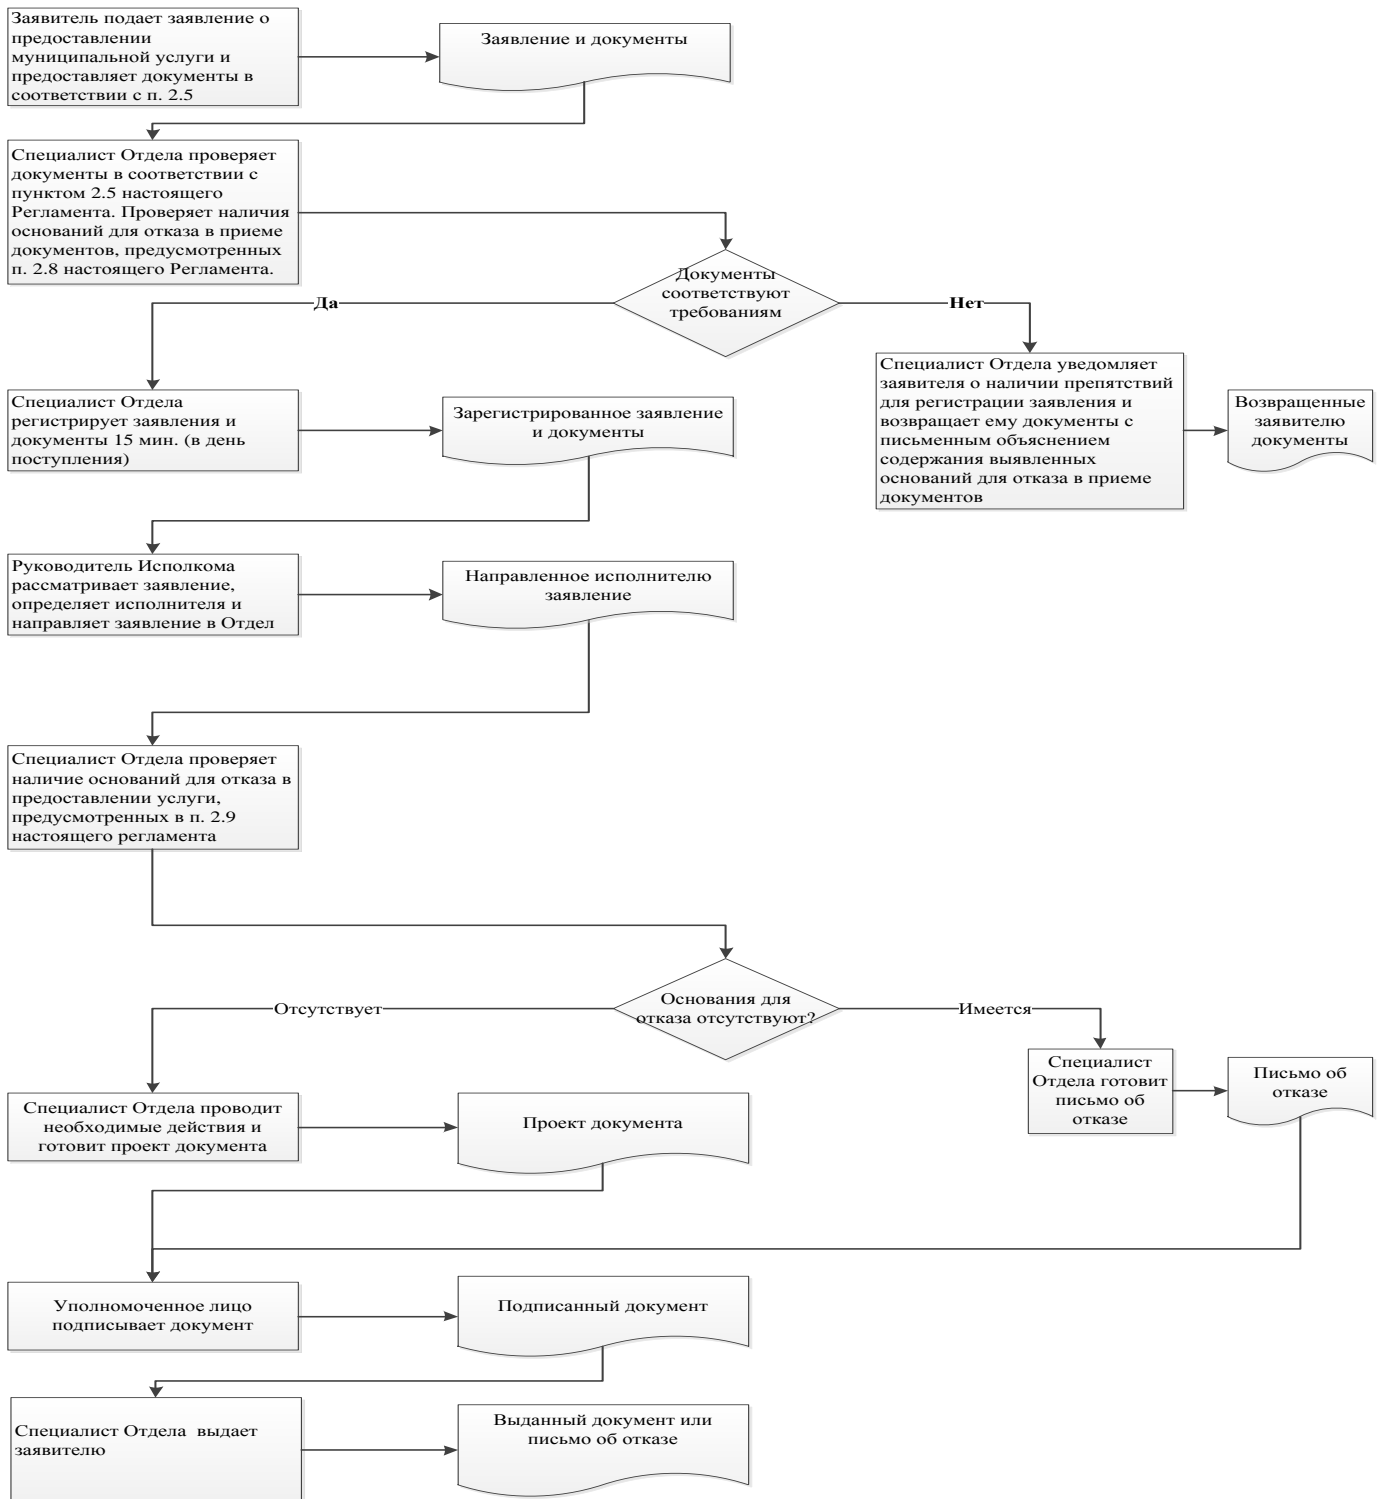 Заявитель подает заявление о
предоставлении
муниципальной услуги и
предоставляет документы в
соответствии с п. 2.5
Заявление и документы
Специалист Отдела проверяет
документы в соответствии с
пунктом 2.5 настоящего
Регламента. Проверяет наличия
оснований для отказа в приеме
документов, предусмотренных
п. 2.8 настоящего Регламента.
Документы
соответствуют
требованиям
Да
Нет
Специалист Отдела
регистрирует заявления и
документы 15 мин. (в день
поступления)
Зарегистрированное заявление
и документы
Специалист Отдела уведомляет
заявителя о наличии препятствий
для регистрации заявления и
возвращает ему документы с
письменным объяснением
содержания выявленных
оснований для отказа в приеме
документов
Возвращенные
заявителю
документы
Руководитель Исполкома
рассматривает заявление,
определяет исполнителя и
направляет заявление в Отдел
Направленное исполнителю
заявление
Специалист Отдела проверяет
наличие оснований для отказа в
предоставлении услуги,
предусмотренных в п. 2.9
настоящего регламента
Основания для
отказа отсутствуют?
Отсутствует
Имеется
Специалист Отдела проводит
необходимые действия и
готовит проект документа
Проект документа
Специалист
Отдела готовит
письмо об
отказе
Письмо об
отказе
Уполномоченное лицо
подписывает документ
Подписанный документ
Специалист Отдела  выдает
заявителю
Выданный документ или
письмо об отказе